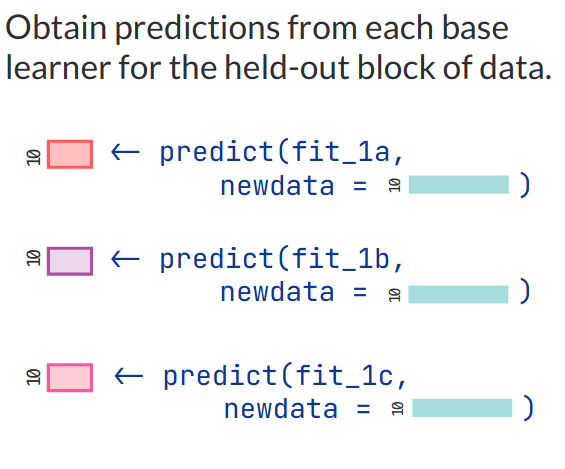 Obtain predictions from each base
learner for the held-out block of data.
10 ← predict(fit_1a,
newdata = 10 )
10 ← predict(fit_1b,
newdata = 10 )
10 ← predict(fit_1c,
newdata = 10 )